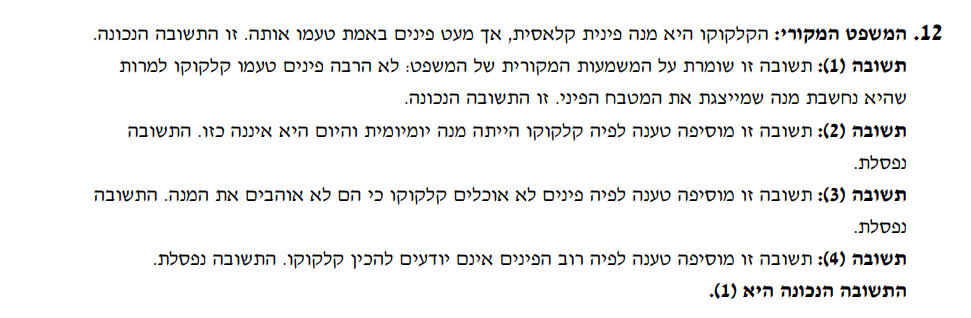 12. המשפט המקורי: הקלקוקו היא מנה פינית קלאסית, אך מעט פינים באמת טעמו אותה. זו התשובה הנכונה.
תשובה (1): תשובה זו שומרת על המשמעות המקורית של המשפט: לא הרבה פינים טעמו קלקוקו למרות
שהיא נחשבת מנה שמייצגת את המטבח הפיני. זו התשובה הנכונה.
תשובה (2): תשובה זו מוסיפה טענה לפיה קלקוקו הייתה מנה יומיומית והיום היא איננה כזו. התשובה
נפסלת.
תשובה (3): תשובה זו מוסיפה טענה לפיה פינים לא אוכלים קלקוקו כי הם לא אוהבים את המנה. התשובה
נפסלת.
תשובה (4): תשובה זו מוסיפה טענה לפיה רוב הפינים אינם יודעים להכין קלקוקו. התשובה נפסלת.
התשובה הנכונה היא (1).